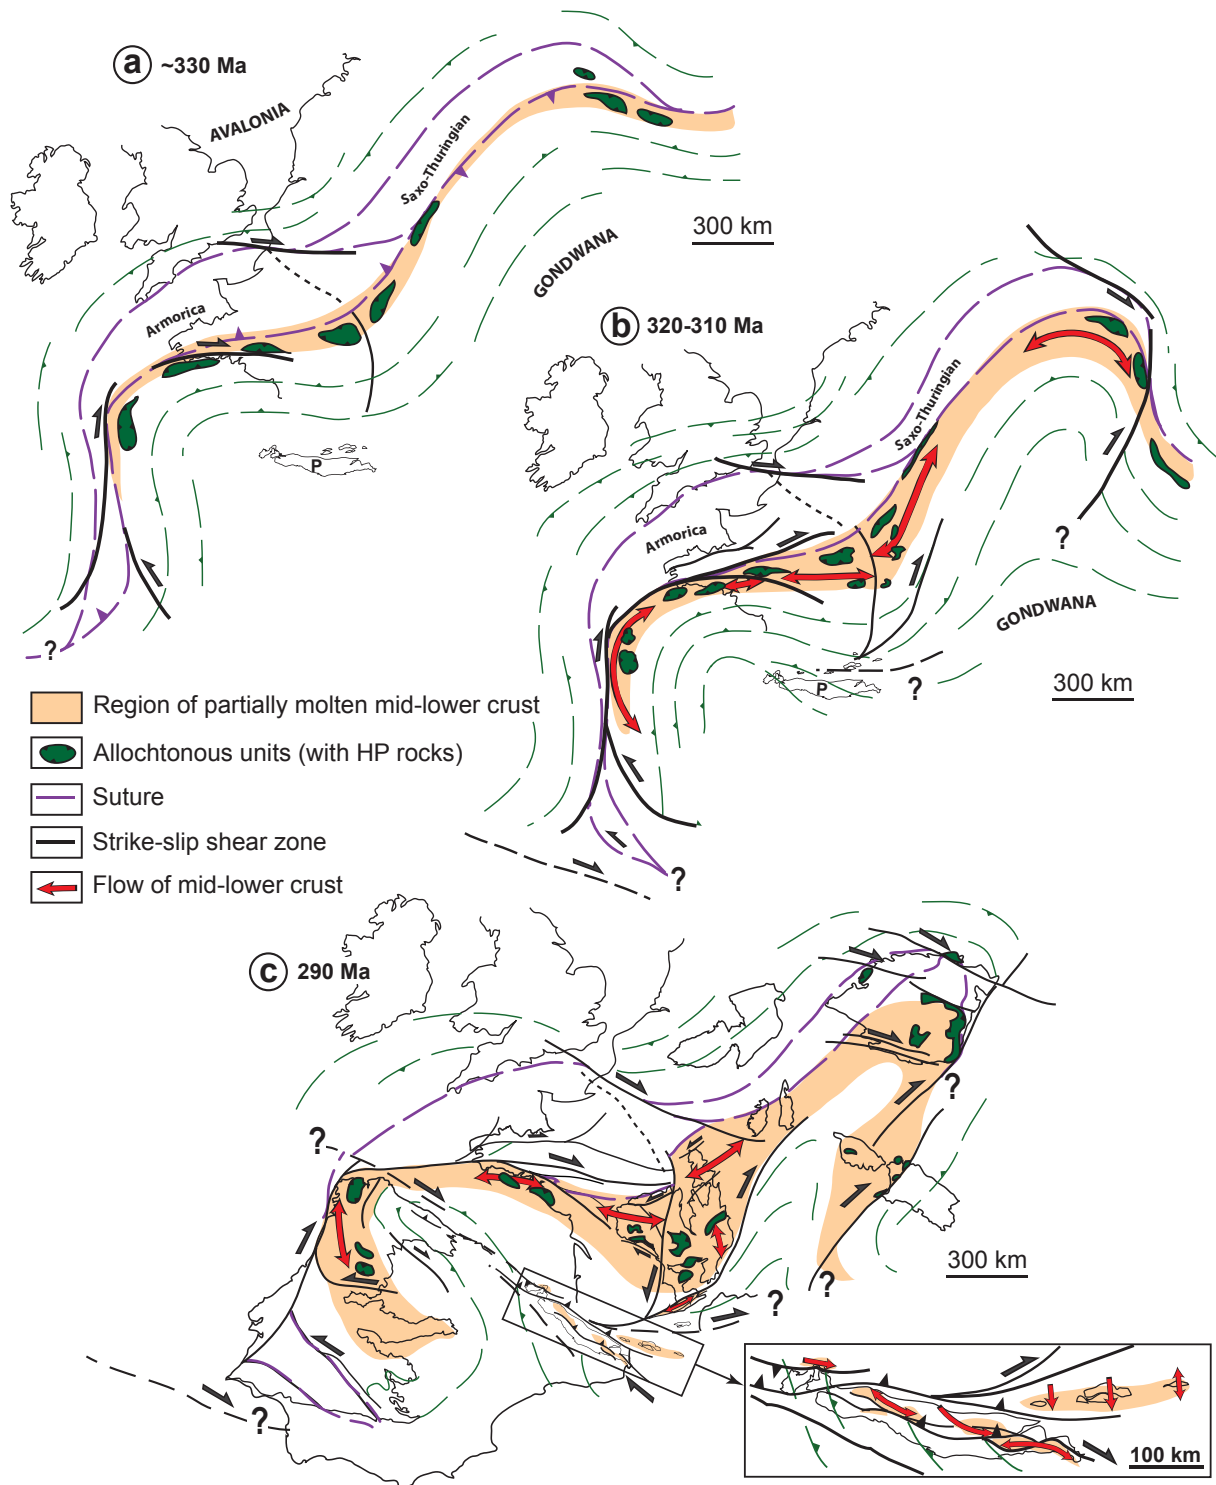 a ~330 Ma
AVALONIA
Saxo-Thuringian
300 km
GONDWANA
Armorica
P
?
b 320-310 Ma
Saxo-Thuringian
Armorica
?
GONDWANA
P
?
300 km
?
Region of partially molten mid-lower crust
Allochtonous units (with HP rocks)
Suture
Strike-slip shear zone
Flow of mid-lower crust
c 290 Ma
?
?
300 km
?
?
?
100 km